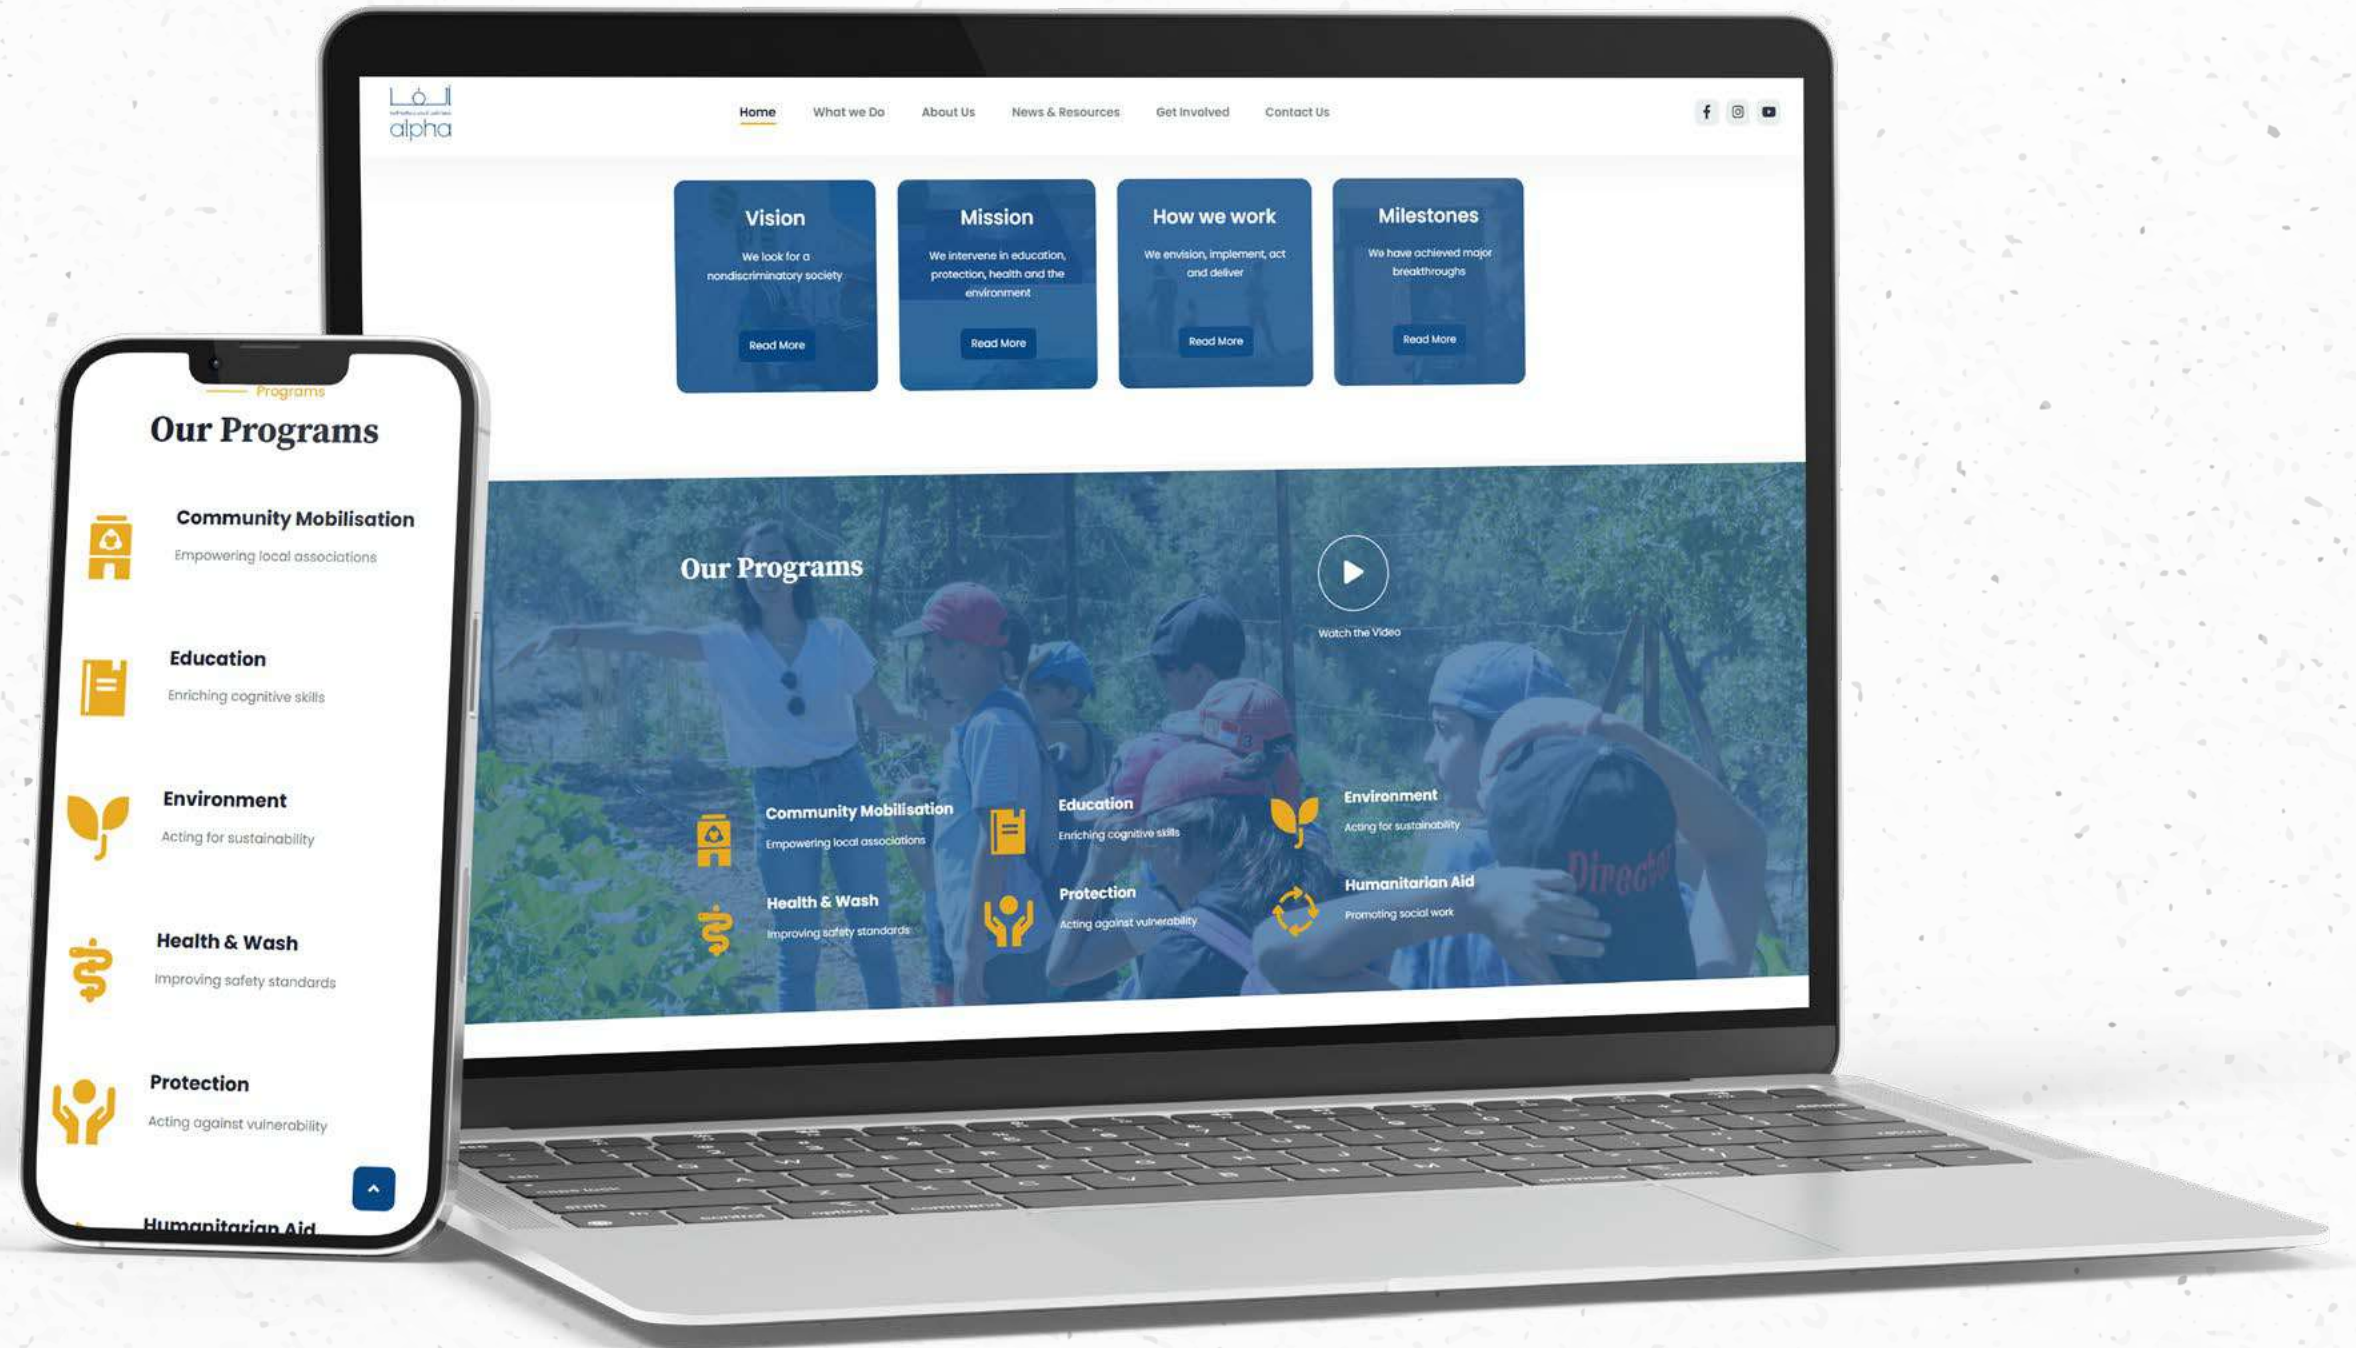 الفا
alpha
Home What we Do About Us News & Resources Get Involved Contact Us
Vision
We look for a
nondiscriminatory society
Read More
Mission
We intervene in education,
protection, health and the
environment
Read More
How we work
We envision, implement, act
and deliver
Read More
Milestones
We have achieved major
breakthroughs
Read More
Our Programs
Watch the Video
Community Mobilisation
Empowering local associations
Education
Enriching cognitive skills
Environment
Acting for sustainability
Health & Wash
Improving safety standards
Protection
Acting against vulnerability
Humanitarian Aid
Promoting social work
Director
Programs
Our Programs
Community Mobilisation
Empowering local associations
Education
Enriching cognitive skills
Environment
Acting for sustainability
Health & Wash
Improving safety standards
Protection
Acting against vulnerability
Humanitarian Aid